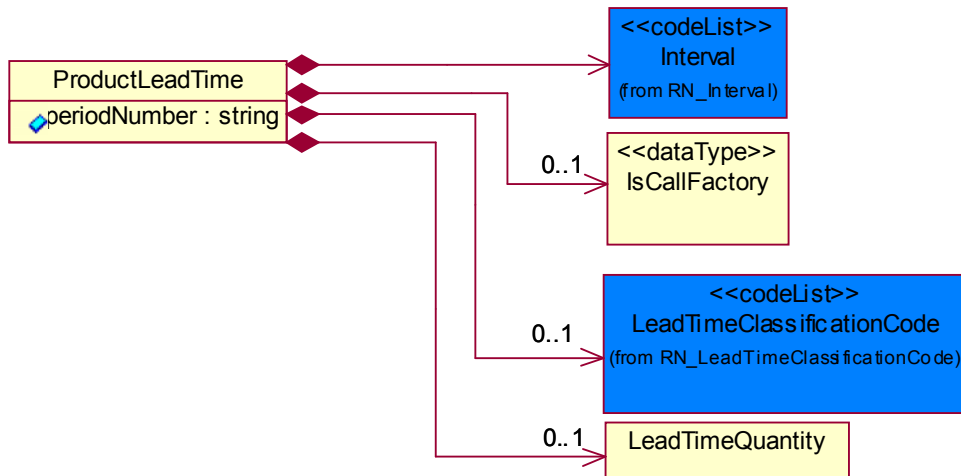 <<codeList>>
Interval
(from RN_Interval)
ProductLeadTime
periodNumber : string
<<dataType>>
IsCallFactory
0..1
<<codeList>>
LeadTimeClassificationCode
(from RN_LeadTimeClassificationCode)
0..1
0..1
LeadTimeQuantity